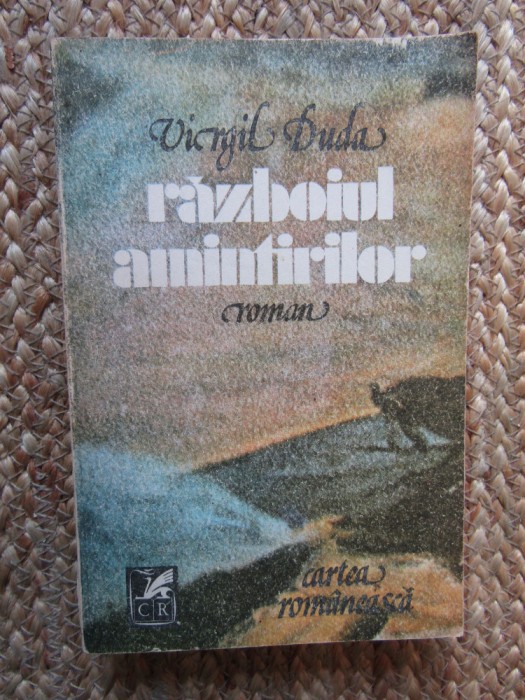 Virgil Duda
războiul
amintirilor
roman
cartea
românească
CR